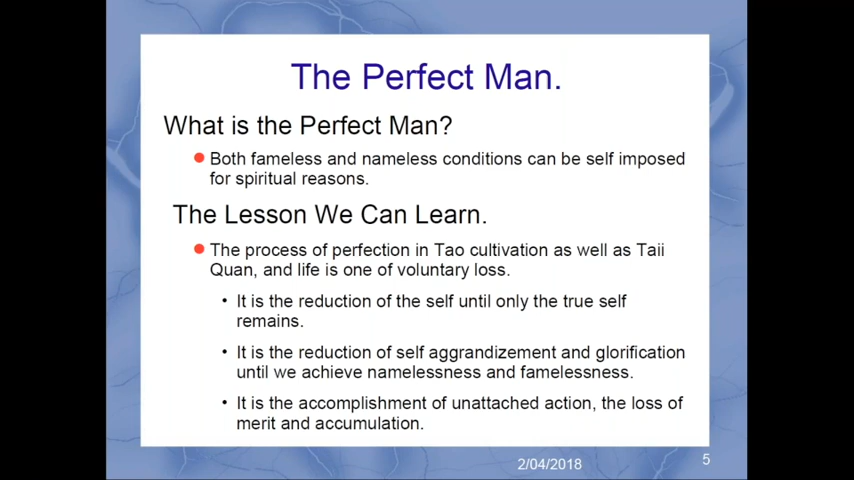 The Perfect Man.
What is the Perfect Man?
Both fameless and nameless conditions can be self imposed
for spiritual reasons.
The Lesson We Can Learn.
The process of perfection in Tao cultivation as well as Taii
Quan, and life is one of voluntary loss.
It is the reduction of the self until only the true self
remains.
It is the reduction of self aggrandizement and glorification
until we achieve namelessness and famelessness.
It is the accomplishment of unattached action, the loss of
merit and accumulation.
2/04/2018
5